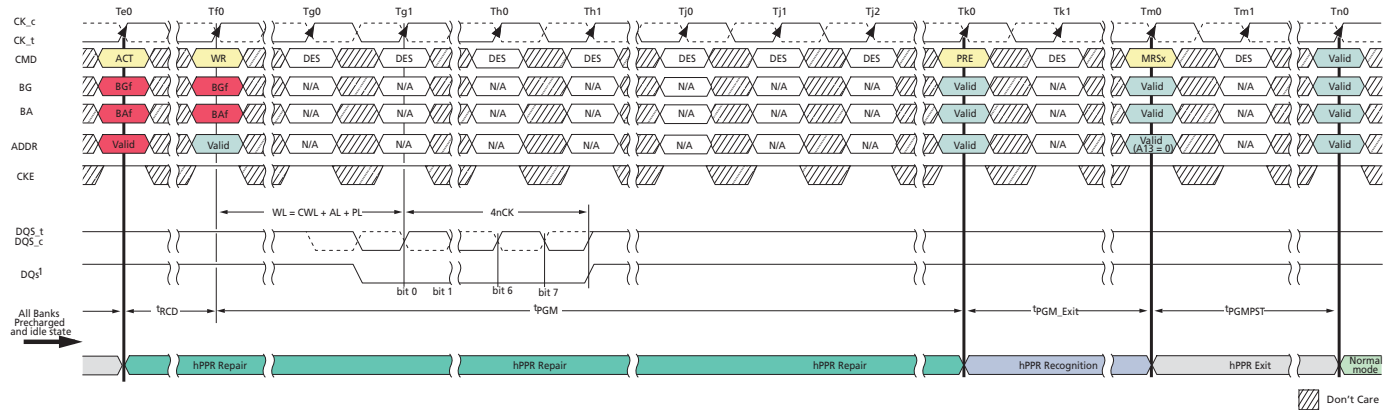 Te0 Tf0 Tg0 Tg1 Th0 Th1 Tj0 Tj1 Tj2 Tk0 Tk1 Tm0 Tm1 Tn0
CK_c
CK_t
CMD ACT WR DES DES DES DES DES DES DES PRE DES MRSx DES Valid
BG BGf BGf N/A N/A N/A N/A N/A N/A N/A Valid N/A Valid N/A Valid
BA BAf BAf N/A N/A N/A N/A N/A N/A N/A Valid N/A Valid N/A Valid
ADDR Valid Valid N/A N/A N/A N/A N/A N/A N/A Valid N/A Valid (A13 = 0) N/A Valid
CKE
WL = CWL + AL + PL 4nCK
DQS_t
DQS_c
DQs1
bit 0 bit 1 bit 6 bit 7
All Banks
Precharged
and idle state
tRCD tPGM tPGM_Exit tPGMPST
hPPR Repair hPPR Repair hPPR Repair hPPR Recognition hPPR Exit Normal mode
Don't Care